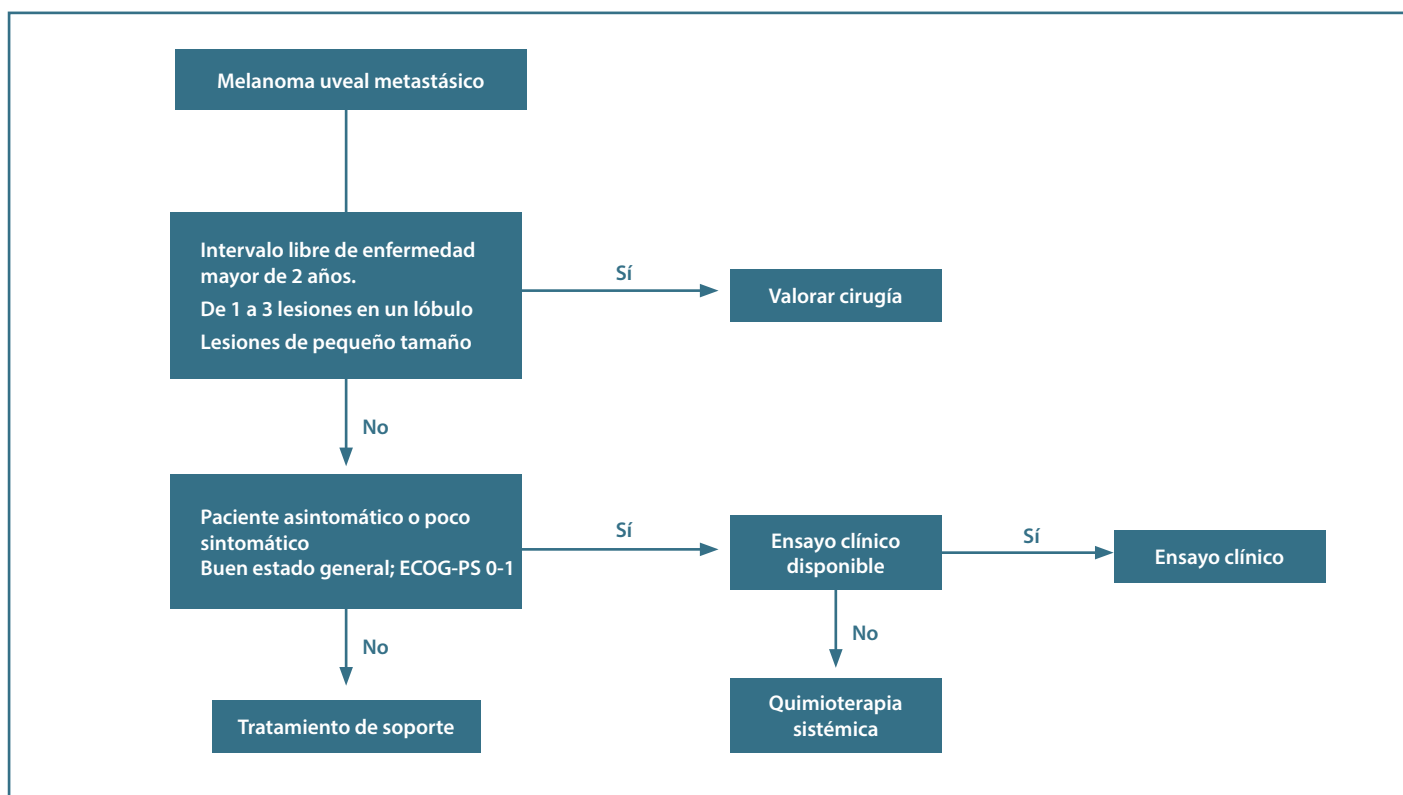 Melanoma uveal metastásico
Intervalo libre de enfermedad
mayor de 2 años.
De 1 a 3 lesiones en un lóbulo
Lesiones de pequeño tamaño
Sí
Valorar cirugía
No
Paciente asintomático o poco
sintomático
Buen estado general; ECOG-PS 0-1
Sí
Ensayo clínico
disponible
Sí
Ensayo clínico
No
Tratamiento de soporte
No
Quimioterapia
sistémica